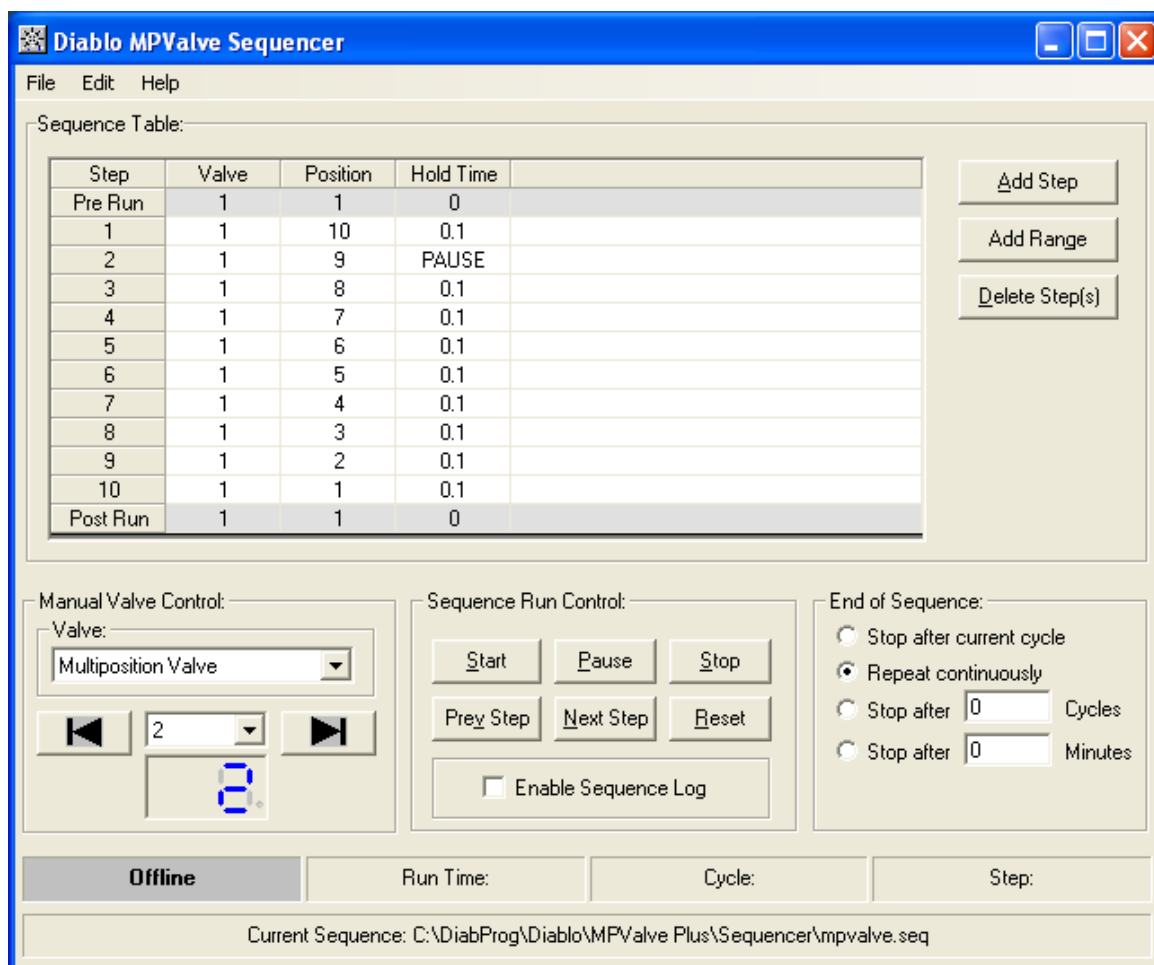 Diablo MPValve Sequencer
File Edit Help
Sequence Table:
Step Valve Position Hold Time
Pre Run 1 1 0
1 1 10 0.1
2 1 9 PAUSE
3 1 8 0.1
4 1 7 0.1
5 1 6 0.1
6 1 5 0.1
7 1 4 0.1
8 1 3 0.1
9 1 2 0.1
10 1 1 0.1
Post Run 1 1 0
Add Step
Add Range
Delete Step(s)
Manual Valve Control:
Valve:
Multiposition Valve
2
2
Sequence Run Control:
Start Pause Stop
Prev Step Next Step Reset
Enable Sequence Log
End of Sequence:
Stop after current cycle
Repeat continuously
Stop after 0 Cycles
Stop after 0 Minutes
Offline Run Time: Cycle: Step:
Current Sequence: C:\DiabProg\Diablo\MPValve Plus\Sequencer\mpvalve.seq